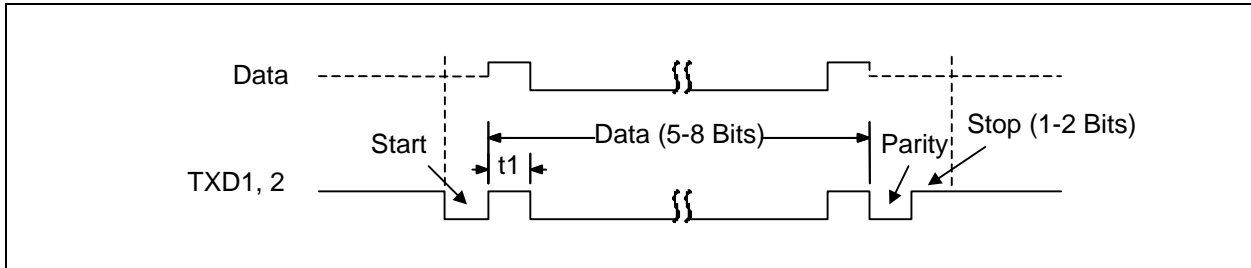 Data
Data (5-8 Bits)
Stop (1-2 Bits)
Start
Parity
t1
TXD1, 2